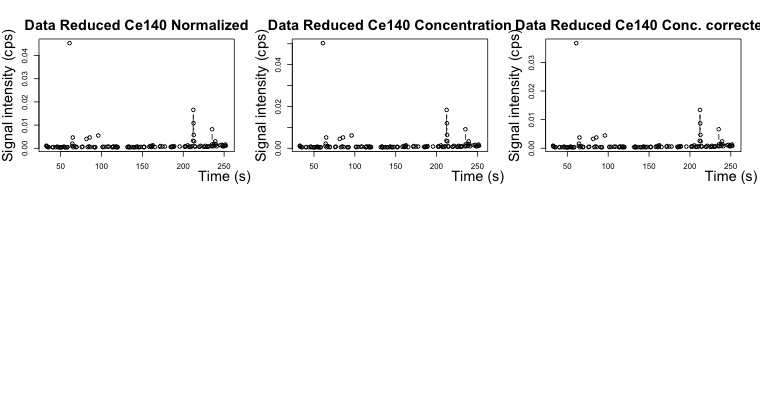 Data Reduced Ce140 Normalized
Signal intensity (cps)
0.00 0.01 0.02 0.03 0.04
50 100 150 200 250
Time (s)
Data Reduced Ce140 Concentration
Signal intensity (cps)
0.00 0.02 0.04
50 100 150 200 250
Time (s)
Data Reduced Ce140 Conc. correcte
Signal intensity (cps)
0.00 0.01 0.02 0.03
50 100 150 200 250
Time (s)